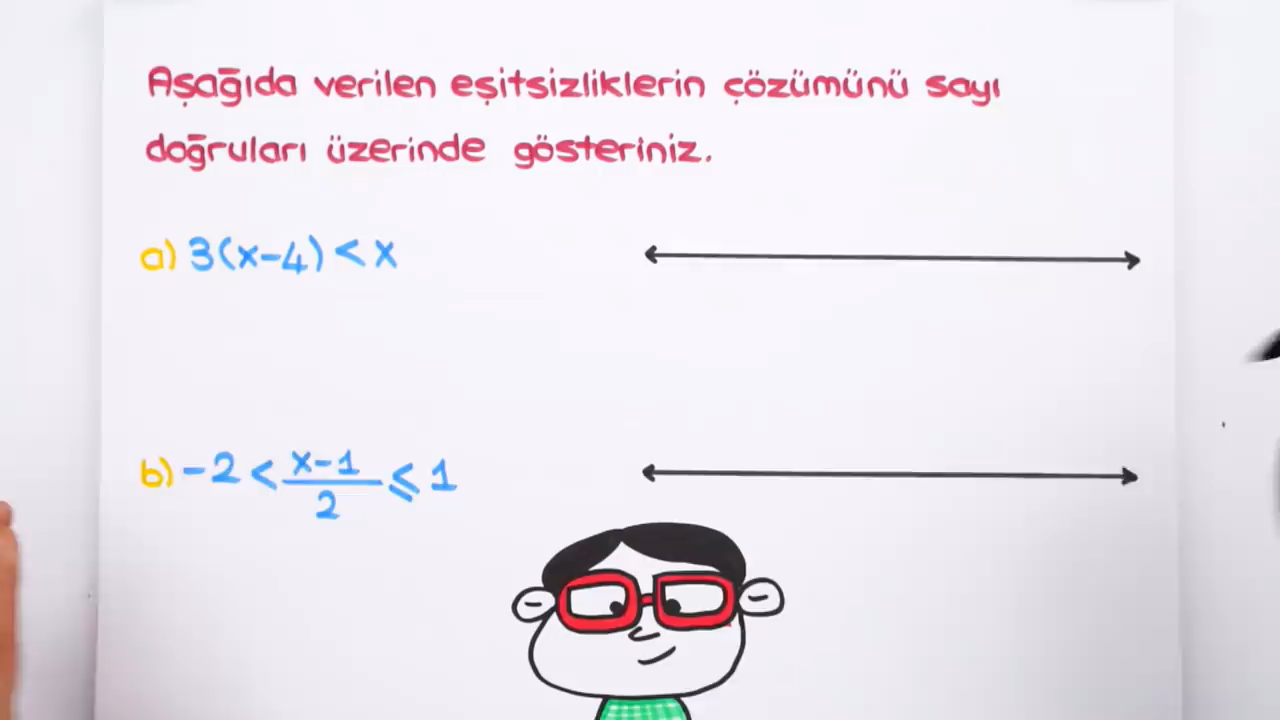 Aşağıda verilen eşitsizliklerin çözümünü sayı
doğruları üzerinde gösteriniz.
a) 3(x-4) < x
b) -2 < (x-1)/2 ⩽ 1